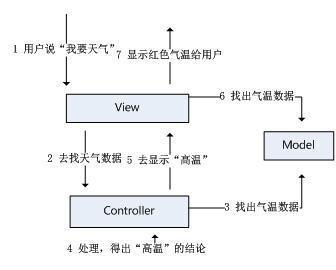 1 用户说“我要天气”
7 显示红色气温给用户
View
6 找出气温数据
Model
2 去找天气数据
5 去显示“高温”
Controller
3 找出气温数据
4 处理，得出“高温”的结论